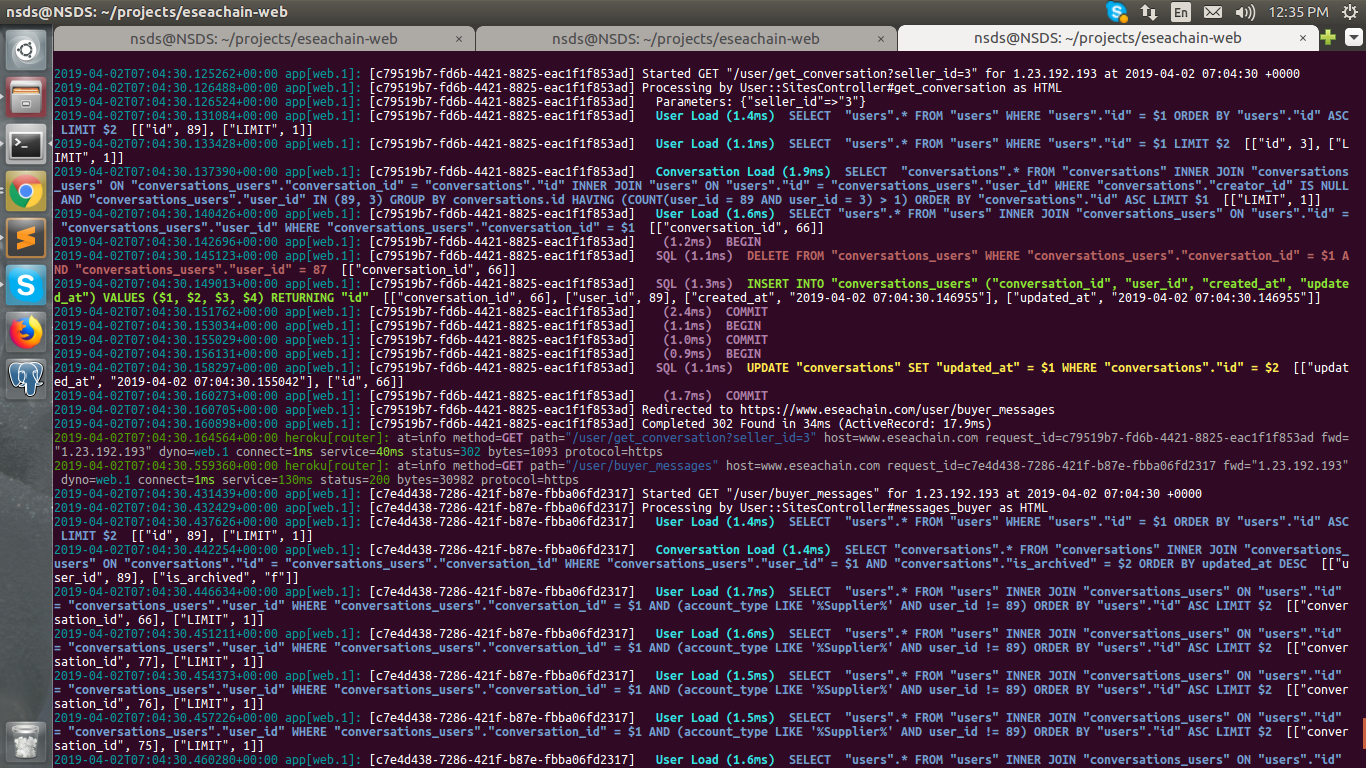 nsds@NSDS: ~/projects/eseachain-web
En
12:35 PM
nsds@NSDS: ~/projects/eseachain-web ×
nsds@NSDS: ~/projects/eseachain-web ×
nsds@NSDS: ~/projects/eseachain-web ×
2019-04-02T07:04:30.125262+00:00 app[web.1]: [c79519b7-fd6b-4421-8825-eac1f1f853ad] Started GET "/user/get_conversation?seller_id=3" for 1.23.192.193 at 2019-04-02 07:04:30 +0000
2019-04-02T07:04:30.126488+00:00 app[web.1]: [c79519b7-fd6b-4421-8825-eac1f1f853ad] Processing by User::SitesController#get_conversation as HTML
2019-04-02T07:04:30.126524+00:00 app[web.1]: [c79519b7-fd6b-4421-8825-eac1f1f853ad]   Parameters: {"seller_id"=>"3"}
2019-04-02T07:04:30.131084+00:00 app[web.1]: [c79519b7-fd6b-4421-8825-eac1f1f853ad]   User Load (1.4ms)  SELECT  "users".* FROM "users" WHERE "users"."id" = $1 ORDER BY "users"."id" ASC
 LIMIT $2  [["id", 89], ["LIMIT", 1]]
2019-04-02T07:04:30.133428+00:00 app[web.1]: [c79519b7-fd6b-4421-8825-eac1f1f853ad]   User Load (1.1ms)  SELECT  "users".* FROM "users" WHERE "users"."id" = $1 LIMIT $2  [["id", 3], ["L
IMIT", 1]]
2019-04-02T07:04:30.137390+00:00 app[web.1]: [c79519b7-fd6b-4421-8825-eac1f1f853ad]   Conversation Load (1.9ms)  SELECT  "conversations".* FROM "conversations" INNER JOIN "conversations
_users" ON "conversations_users"."conversation_id" = "conversations"."id" INNER JOIN "users" ON "users"."id" = "conversations_users"."user_id" WHERE "conversations"."creator_id" IS NULL
 AND "conversations_users"."user_id" IN (89, 3) GROUP BY conversations.id HAVING (COUNT(user_id = 89 AND user_id = 3) > 1) ORDER BY "conversations"."id" ASC LIMIT $1  [["LIMIT", 1]]
2019-04-02T07:04:30.140426+00:00 app[web.1]: [c79519b7-fd6b-4421-8825-eac1f1f853ad]   User Load (1.6ms)  SELECT "users".* FROM "users" INNER JOIN "conversations_users" ON "users"."id" =
 "conversations_users"."user_id" WHERE "conversations_users"."conversation_id" = $1  [["conversation_id", 66]]
2019-04-02T07:04:30.142696+00:00 app[web.1]: [c79519b7-fd6b-4421-8825-eac1f1f853ad]    (1.2ms)  BEGIN
2019-04-02T07:04:30.145123+00:00 app[web.1]: [c79519b7-fd6b-4421-8825-eac1f1f853ad]   SQL (1.1ms)  DELETE FROM "conversations_users" WHERE "conversations_users"."conversation_id" = $1 A
ND "conversations_users"."user_id" = 87  [["conversation_id", 66]]
2019-04-02T07:04:30.149013+00:00 app[web.1]: [c79519b7-fd6b-4421-8825-eac1f1f853ad]   SQL (1.3ms)  INSERT INTO "conversations_users" ("conversation_id", "user_id", "created_at", "update
d_at") VALUES ($1, $2, $3, $4) RETURNING "id"  [["conversation_id", 66], ["user_id", 89], ["created_at", "2019-04-02 07:04:30.146955"], ["updated_at", "2019-04-02 07:04:30.146955"]]
2019-04-02T07:04:30.151762+00:00 app[web.1]: [c79519b7-fd6b-4421-8825-eac1f1f853ad]    (2.4ms)  COMMIT
2019-04-02T07:04:30.153034+00:00 app[web.1]: [c79519b7-fd6b-4421-8825-eac1f1f853ad]    (1.1ms)  BEGIN
2019-04-02T07:04:30.155029+00:00 app[web.1]: [c79519b7-fd6b-4421-8825-eac1f1f853ad]    (1.0ms)  COMMIT
2019-04-02T07:04:30.156131+00:00 app[web.1]: [c79519b7-fd6b-4421-8825-eac1f1f853ad]    (0.9ms)  BEGIN
2019-04-02T07:04:30.158297+00:00 app[web.1]: [c79519b7-fd6b-4421-8825-eac1f1f853ad]   SQL (1.1ms)  UPDATE "conversations" SET "updated_at" = $1 WHERE "conversations"."id" = $2  [["updat
ed_at", "2019-04-02 07:04:30.155042"], ["id", 66]]
2019-04-02T07:04:30.160273+00:00 app[web.1]: [c79519b7-fd6b-4421-8825-eac1f1f853ad]    (1.7ms)  COMMIT
2019-04-02T07:04:30.160705+00:00 app[web.1]: [c79519b7-fd6b-4421-8825-eac1f1f853ad] Redirected to https://www.eseachain.com/user/buyer_messages
2019-04-02T07:04:30.160898+00:00 app[web.1]: [c79519b7-fd6b-4421-8825-eac1f1f853ad] Completed 302 Found in 34ms (ActiveRecord: 17.9ms)
2019-04-02T07:04:30.164564+00:00 heroku[router]: at=info method=GET path="/user/get_conversation?seller_id=3" host=www.eseachain.com request_id=c79519b7-fd6b-4421-8825-eac1f1f853ad fwd=
"1.23.192.193" dyno=web.1 connect=1ms service=40ms status=302 bytes=1093 protocol=https
2019-04-02T07:04:30.559360+00:00 heroku[router]: at=info method=GET path="/user/buyer_messages" host=www.eseachain.com request_id=c7e4d438-7286-421f-b87e-fbba06fd2317 fwd="1.23.192.193"
 dyno=web.1 connect=1ms service=130ms status=200 bytes=30982 protocol=https
2019-04-02T07:04:30.431439+00:00 app[web.1]: [c7e4d438-7286-421f-b87e-fbba06fd2317] Started GET "/user/buyer_messages" for 1.23.192.193 at 2019-04-02 07:04:30 +0000
2019-04-02T07:04:30.432429+00:00 app[web.1]: [c7e4d438-7286-421f-b87e-fbba06fd2317] Processing by User::SitesController#messages_buyer as HTML
2019-04-02T07:04:30.437626+00:00 app[web.1]: [c7e4d438-7286-421f-b87e-fbba06fd2317]   User Load (1.4ms)  SELECT  "users".* FROM "users" WHERE "users"."id" = $1 ORDER BY "users"."id" ASC
 LIMIT $2  [["id", 89], ["LIMIT", 1]]
2019-04-02T07:04:30.442254+00:00 app[web.1]: [c7e4d438-7286-421f-b87e-fbba06fd2317]   Conversation Load (1.4ms)  SELECT "conversations".* FROM "conversations" INNER JOIN "conversations_
users" ON "conversations"."id" = "conversations_users"."conversation_id" WHERE "conversations_users"."user_id" = $1 AND "conversations"."is_archived" = $2 ORDER BY updated_at DESC  [["u
ser_id", 89], ["is_archived", "f"]]
2019-04-02T07:04:30.446634+00:00 app[web.1]: [c7e4d438-7286-421f-b87e-fbba06fd2317]   User Load (1.7ms)  SELECT  "users".* FROM "users" INNER JOIN "conversations_users" ON "users"."id"
= "conversations_users"."user_id" WHERE "conversations_users"."conversation_id" = $1 AND (account_type LIKE '%Supplier%' AND user_id != 89) ORDER BY "users"."id" ASC LIMIT $2  [["conver
sation_id", 66], ["LIMIT", 1]]
2019-04-02T07:04:30.451211+00:00 app[web.1]: [c7e4d438-7286-421f-b87e-fbba06fd2317]   User Load (1.6ms)  SELECT  "users".* FROM "users" INNER JOIN "conversations_users" ON "users"."id"
= "conversations_users"."user_id" WHERE "conversations_users"."conversation_id" = $1 AND (account_type LIKE '%Supplier%' AND user_id != 89) ORDER BY "users"."id" ASC LIMIT $2  [["conver
sation_id", 77], ["LIMIT", 1]]
2019-04-02T07:04:30.454373+00:00 app[web.1]: [c7e4d438-7286-421f-b87e-fbba06fd2317]   User Load (1.5ms)  SELECT  "users".* FROM "users" INNER JOIN "conversations_users" ON "users"."id"
= "conversations_users"."user_id" WHERE "conversations_users"."conversation_id" = $1 AND (account_type LIKE '%Supplier%' AND user_id != 89) ORDER BY "users"."id" ASC LIMIT $2  [["conver
sation_id", 76], ["LIMIT", 1]]
2019-04-02T07:04:30.457226+00:00 app[web.1]: [c7e4d438-7286-421f-b87e-fbba06fd2317]   User Load (1.5ms)  SELECT  "users".* FROM "users" INNER JOIN "conversations_users" ON "users"."id"
= "conversations_users"."user_id" WHERE "conversations_users"."conversation_id" = $1 AND (account_type LIKE '%Supplier%' AND user_id != 89) ORDER BY "users"."id" ASC LIMIT $2  [["conver
sation_id", 75], ["LIMIT", 1]]
2019-04-02T07:04:30.460280+00:00 app[web.1]: [c7e4d438-7286-421f-b87e-fbba06fd2317]   User Load (1.6ms)  SELECT  "users".* FROM "users" INNER JOIN "conversations_users" ON "users"."id"